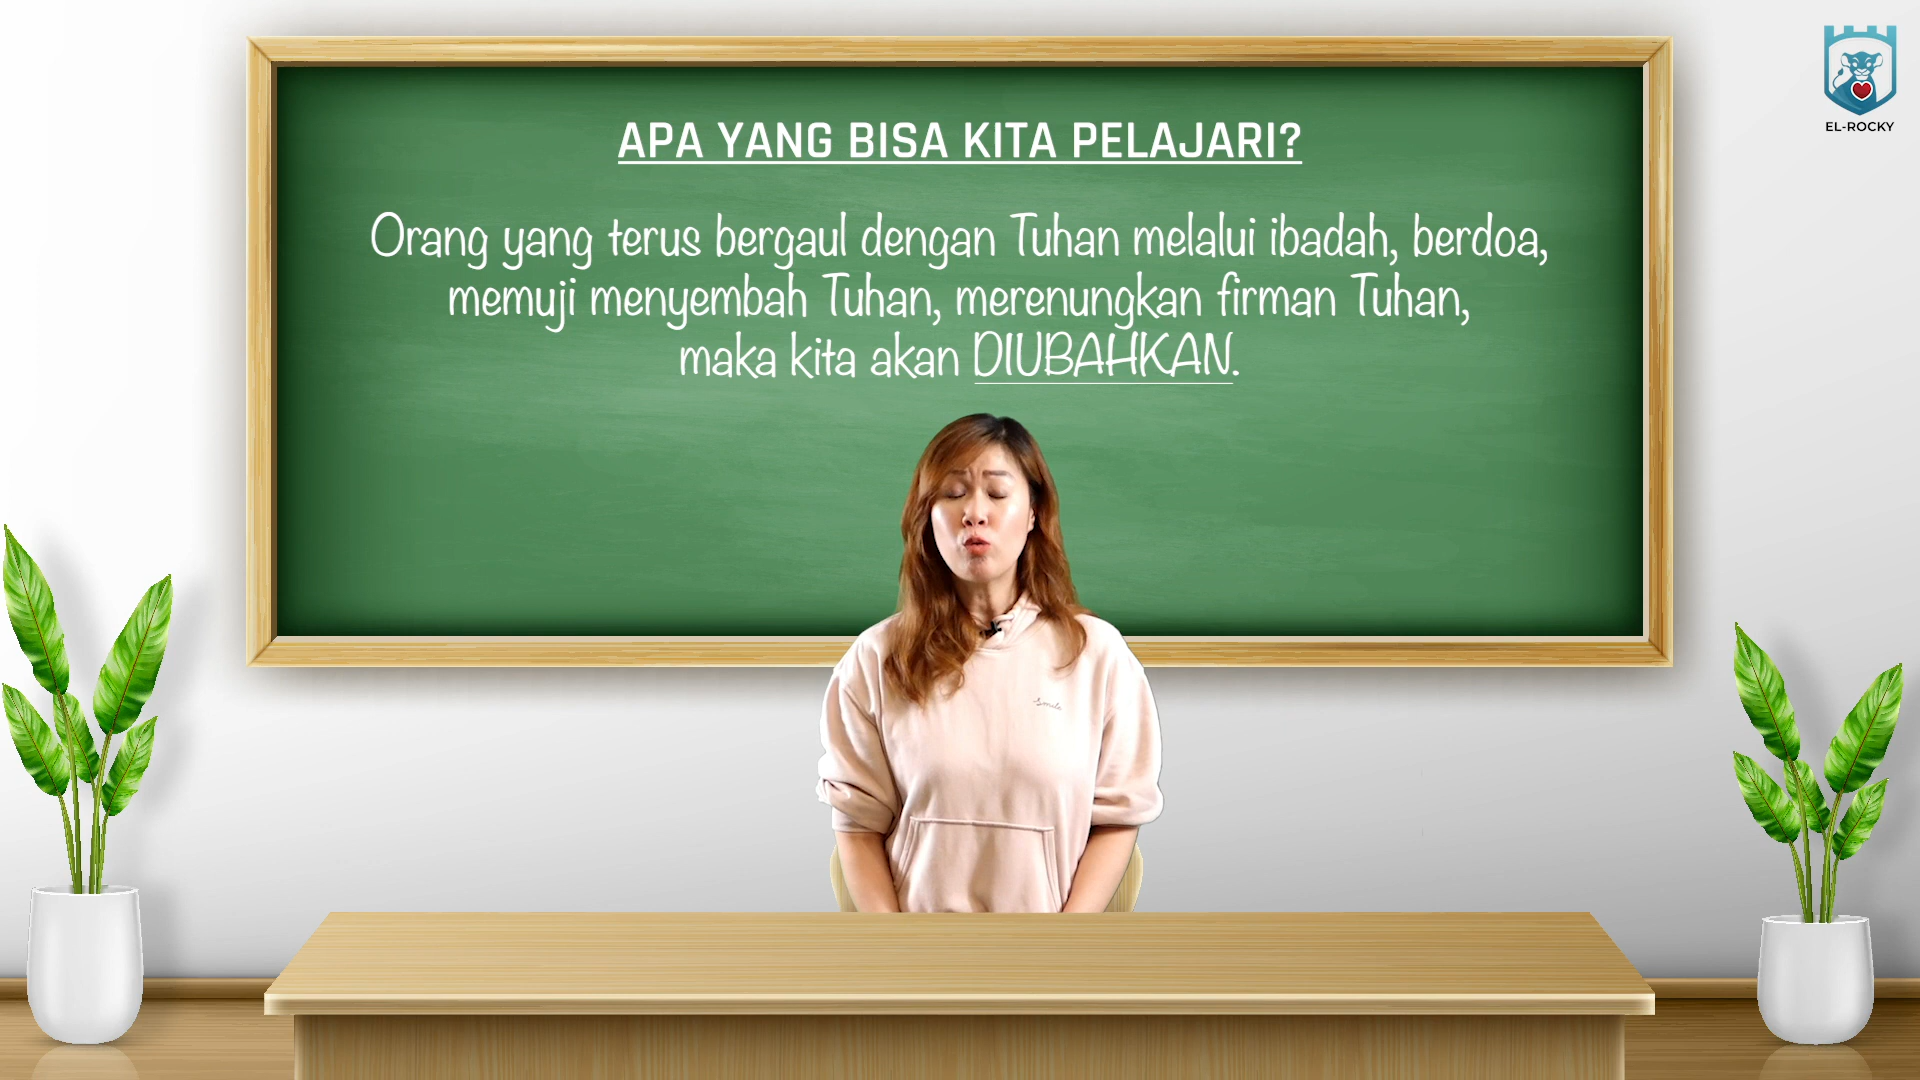 APA YANG BISA KITA PELAJARI?
Orang yang terus bergaul dengan Tuhan melalui ibadah, berdoa,
memuji menyembah Tuhan, merenungkan firman Tuhan,
maka kita akan DIUBAHKAN.
EL-ROCKY
Smile